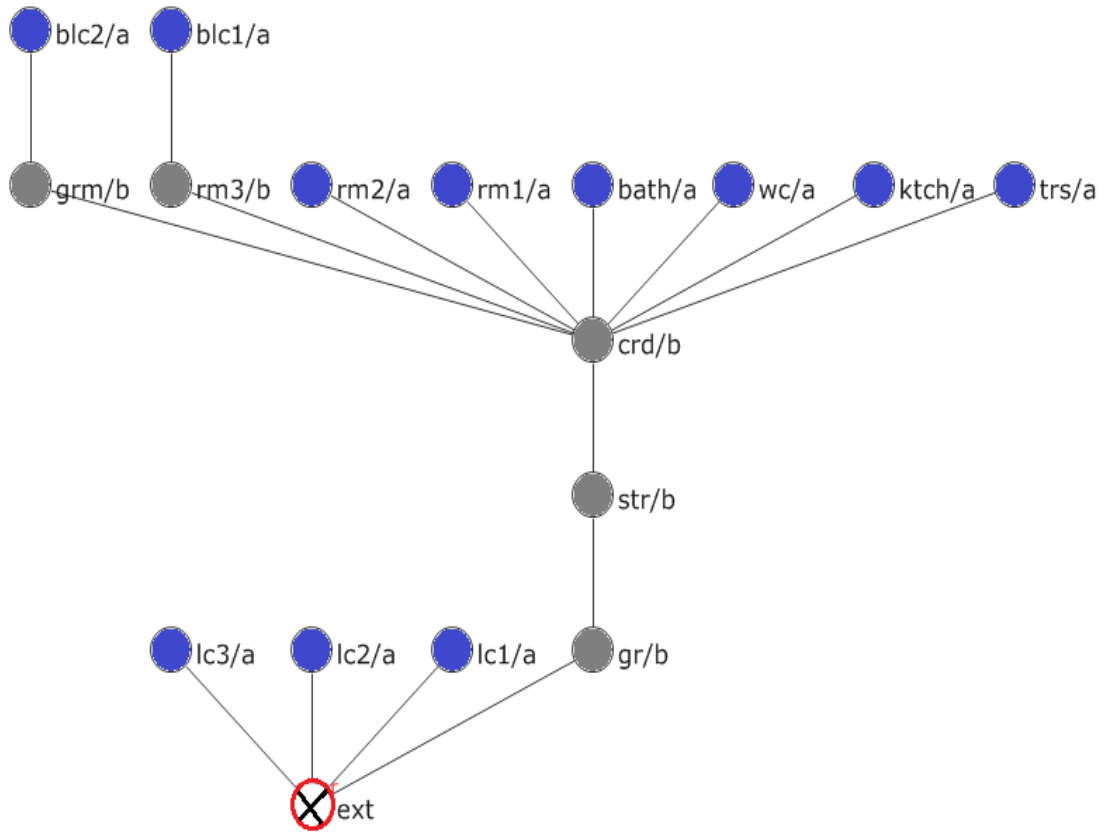 blc2/a blc1/a
grm/b rm3/b rm2/a rm1/a bath/a wc/a ktch/a trs/a
crd/b
str/b
lc3/a lc2/a lc1/a gr/b
ext